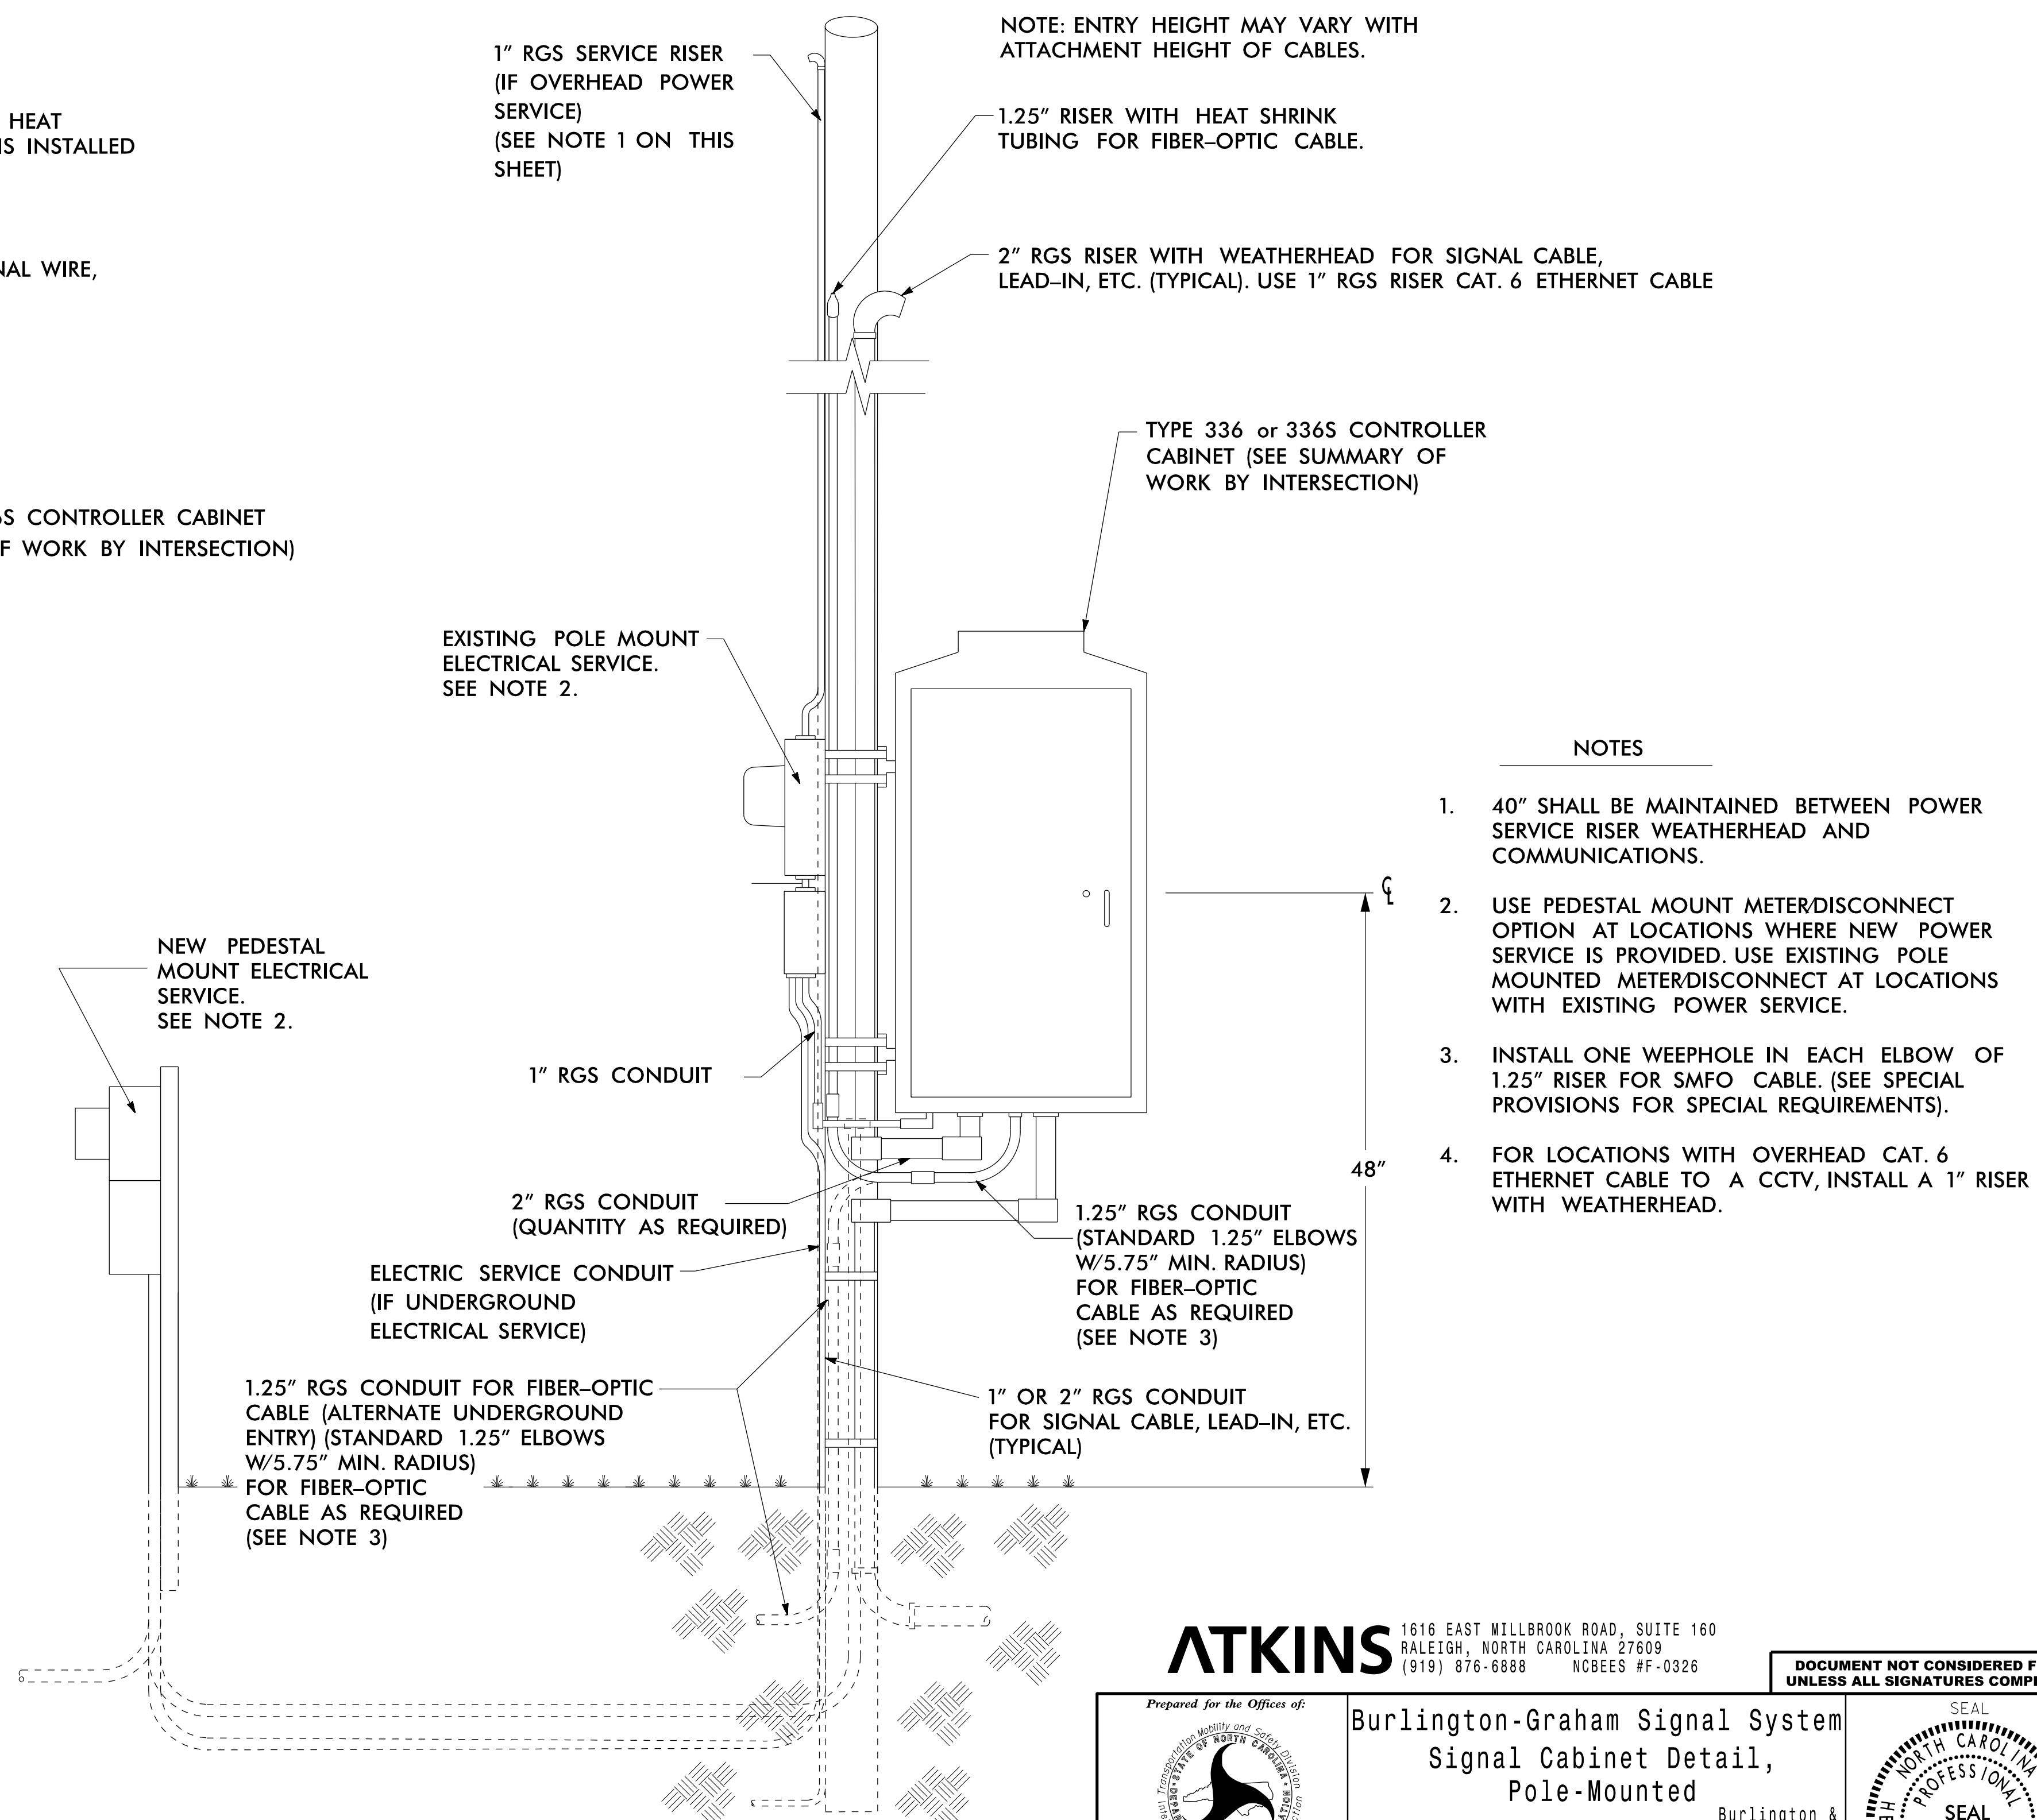 HEAT
IS INSTALLED
NAL WIRE,
6S CONTROLLER CABINET
F WORK BY INTERSECTION)
1" RGS SERVICE RISER
(IF OVERHEAD POWER
SERVICE)
(SEE NOTE 1 ON THIS
SHEET)
NOTE: ENTRY HEIGHT MAY VARY WITH
ATTACHMENT HEIGHT OF CABLES.
1.25" RISER WITH HEAT SHRINK
TUBING FOR FIBER-OPTIC CABLE.
2" RGS RISER WITH WEATHERHEAD FOR SIGNAL CABLE,
LEAD-IN, ETC. (TYPICAL). USE 1" RGS RISER CAT. 6 ETHERNET CABLE
TYPE 336 or 336S CONTROLLER
CABINET (SEE SUMMARY OF
WORK BY INTERSECTION)
EXISTING POLE MOUNT
ELECTRICAL SERVICE.
SEE NOTE 2.
NEW PEDESTAL
MOUNT ELECTRICAL
SERVICE.
SEE NOTE 2.
1" RGS CONDUIT
2" RGS CONDUIT
(QUANTITY AS REQUIRED)
ELECTRIC SERVICE CONDUIT
(IF UNDERGROUND
ELECTRICAL SERVICE)
1.25" RGS CONDUIT FOR FIBER-OPTIC
CABLE (ALTERNATE UNDERGROUND
ENTRY) (STANDARD 1.25" ELBOWS
W/5.75" MIN. RADIUS)
FOR FIBER-OPTIC
CABLE AS REQUIRED
(SEE NOTE 3)
1.25" RGS CONDUIT
(STANDARD 1.25" ELBOWS
W/5.75" MIN. RADIUS)
FOR FIBER-OPTIC
CABLE AS REQUIRED
(SEE NOTE 3)
1" OR 2" RGS CONDUIT
FOR SIGNAL CABLE, LEAD-IN, ETC.
(TYPICAL)
℄
48"
NOTES
1. 40" SHALL BE MAINTAINED BETWEEN POWER
SERVICE RISER WEATHERHEAD AND
COMMUNICATIONS.
2. USE PEDESTAL MOUNT METER/DISCONNECT
OPTION AT LOCATIONS WHERE NEW POWER
SERVICE IS PROVIDED. USE EXISTING POLE
MOUNTED METER/DISCONNECT AT LOCATIONS
WITH EXISTING POWER SERVICE.
3. INSTALL ONE WEEPHOLE IN EACH ELBOW OF
1.25" RISER FOR SMFO CABLE. (SEE SPECIAL
PROVISIONS FOR SPECIAL REQUIREMENTS).
4. FOR LOCATIONS WITH OVERHEAD CAT. 6
ETHERNET CABLE TO A CCTV, INSTALL A 1" RISER
WITH WEATHERHEAD.
ATKINS
1616 EAST MILLBROOK ROAD, SUITE 160
RALEIGH, NORTH CAROLINA 27609
(919) 876-6888 NCBEES #F-0326
DOCUMENT NOT CONSIDERED F
UNLESS ALL SIGNATURES COMP
Prepared for the Offices of:
Transportation Mobility and Safety Division
STATE OF NORTH CAROLINA
Burlington-Graham Signal System
Signal Cabinet Detail,
Pole-Mounted
Burlington &
SEAL
NORTH CAROLINA
PROFESSIONAL
SEAL